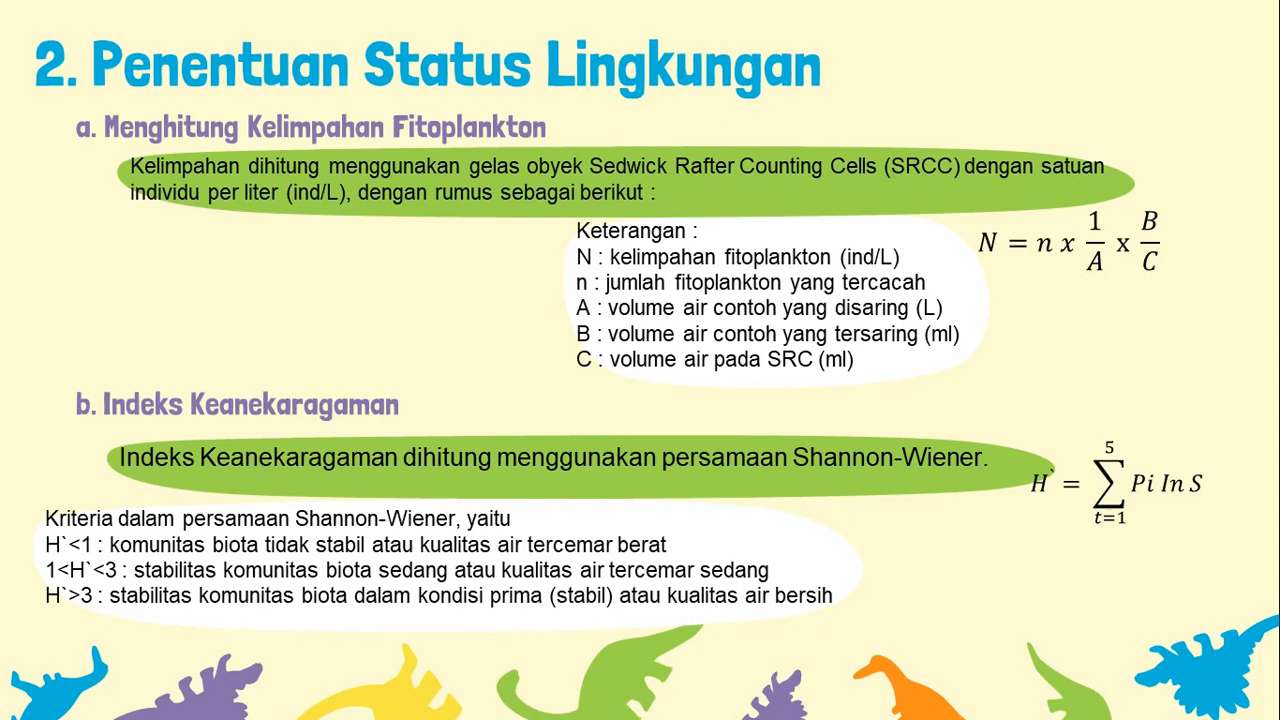 2. Penentuan Status Lingkungan
a. Menghitung Kelimpahan Fitoplankton
Kelimpahan dihitung menggunakan gelas obyek Sedwick Rafter Counting Cells (SRCC) dengan satuan
individu per liter (ind/L), dengan rumus sebagai berikut :
N = n x 1/A x B/C
Keterangan :
N : kelimpahan fitoplankton (ind/L)
n : jumlah fitoplankton yang tercacah
A : volume air contoh yang disaring (L)
B : volume air contoh yang tersaring (ml)
C : volume air pada SRC (ml)
b. Indeks Keanekaragaman
Indeks Keanekaragaman dihitung menggunakan persamaan Shannon-Wiener.
H` = ∑ t=1 5 Pi In S
Kriteria dalam persamaan Shannon-Wiener, yaitu
H`<1 : komunitas biota tidak stabil atau kualitas air tercemar berat
1<H`<3 : stabilitas komunitas biota sedang atau kualitas air tercemar sedang
H`>3 : stabilitas komunitas biota dalam kondisi prima (stabil) atau kualitas air bersih